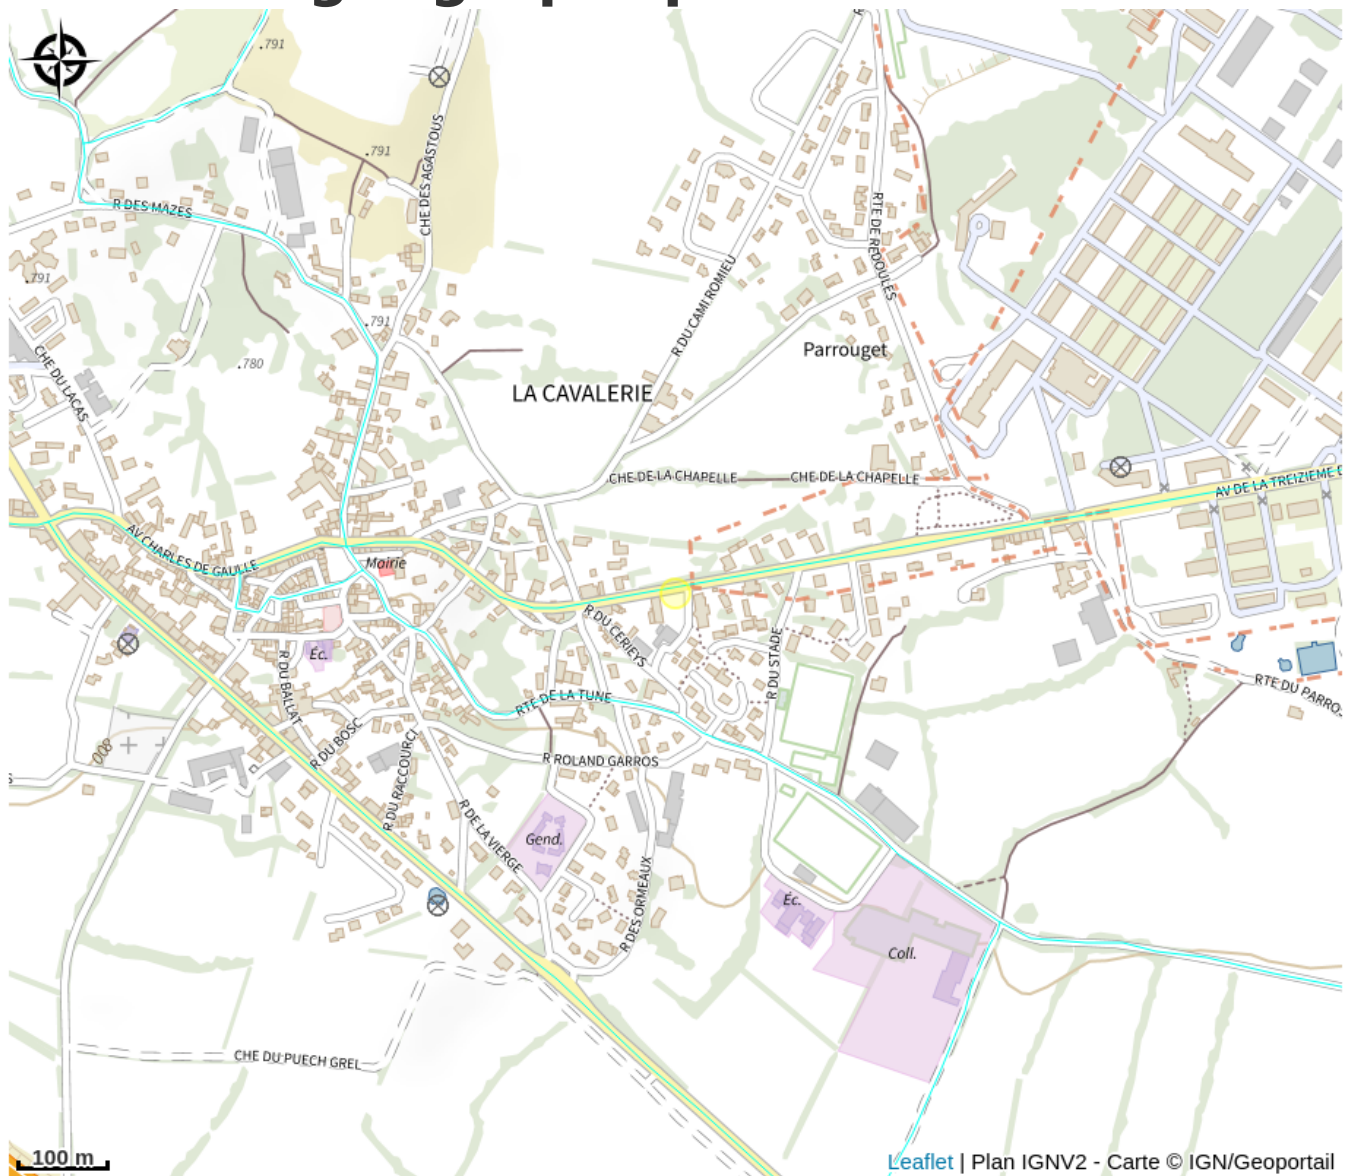 .791
.791
CHE DES AGASTOUS
R DES MAZES
RTE DE REDOULES
.791
R DU CAMI ROMIEU
.791
Parrouget
CHE DU LACAS
.780
LA CAVALERIE
CHE DE LA CHAPELLE
CHE DE LA CHAPELLE
AV DE LA TREIZIEME D
AV CHARLES DE GAULLE
Mairie
R DU CERIEYS
Éc.
R DU BALLAT
R DU STADE
RTE DE LA TUNE
RTE DU PARRO
800
R DU BOSC
R DU RACCOURCI
R ROLAND GARROS
S
R DE LA VIERGE
Gend.
R DES ORMEAUX
Éc.
Coll.
CHE DU PUECH GREL
100 m
Leaflet | Plan IGNV2 - Carte © IGN/Geoportail